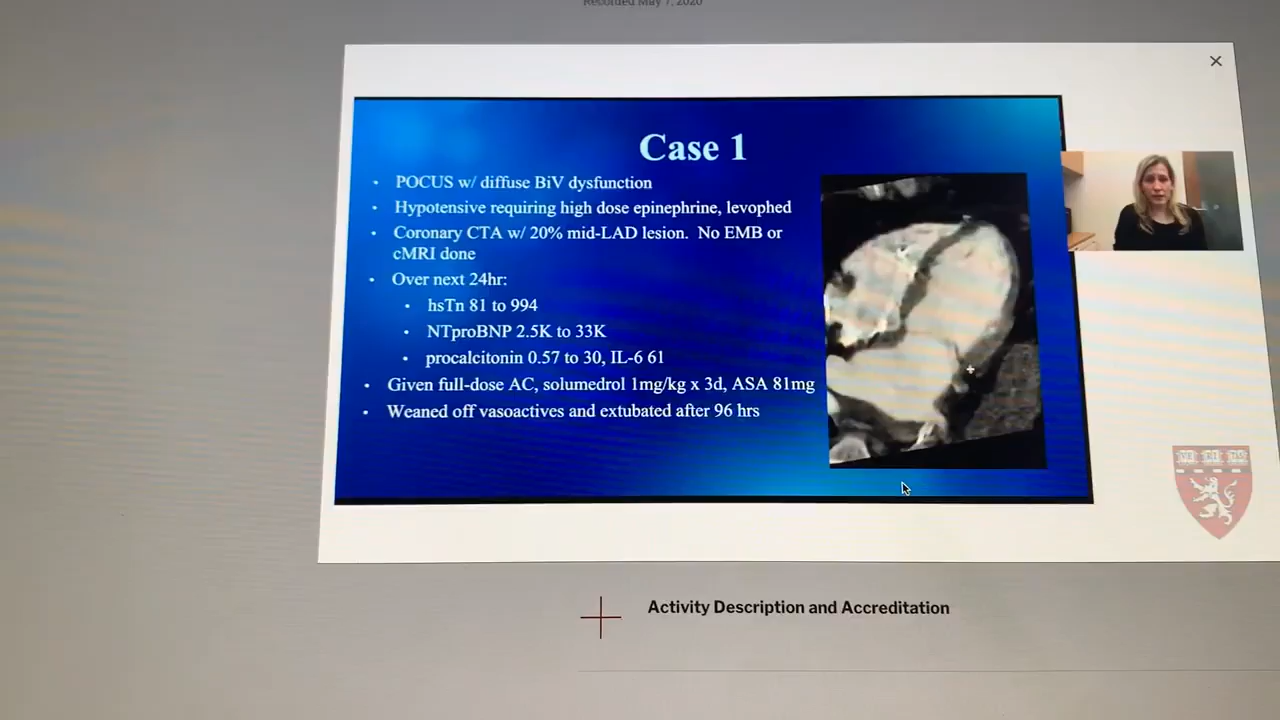 Recorded May 7, 2020
Case 1
• POCUS w/ diffuse BiV dysfunction
• Hypotensive requiring high dose epinephrine, levophed
• Coronary CTA w/ 20% mid-LAD lesion. No EMB or
cMRI done
• Over next 24hr:
• hsTn 81 to 994
• NTproBNP 2.5K to 33K
• procalcitonin 0.57 to 30, IL-6 61
• Given full-dose AC, solumedrol 1mg/kg x 3d, ASA 81mg
• Weaned off vasoactives and extubated after 96 hrs
VE RI TAS
Activity Description and Accreditation